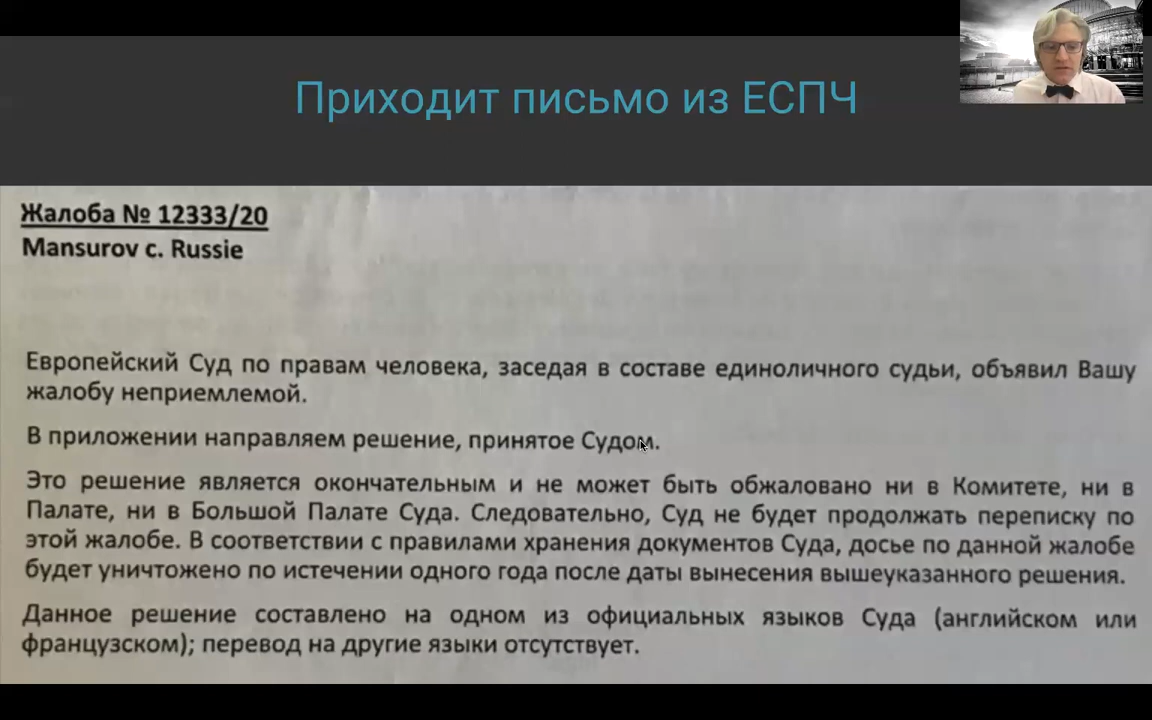 Приходит письмо из ЕСПЧ
Жалоба № 12333/20
Mansurov c. Russie
Европейский Суд по правам человека, заседая в составе единоличного судьи, объявил Вашу
жалобу неприемлемой.
В приложении направляем решение, принятое Судом.
Это решение является окончательным и не может быть обжаловано ни в Комитете, ни в
Палате, ни в Большой Палате Суда. Следовательно, Суд не будет продолжать переписку по
этой жалобе. В соответствии с правилами хранения документов Суда, досье по данной жалобе
будет уничтожено по истечении одного года после даты вынесения вышеуказанного решения.
Данное решение составлено на одном из официальных языков Суда (английском или
французском); перевод на другие языки отсутствует.